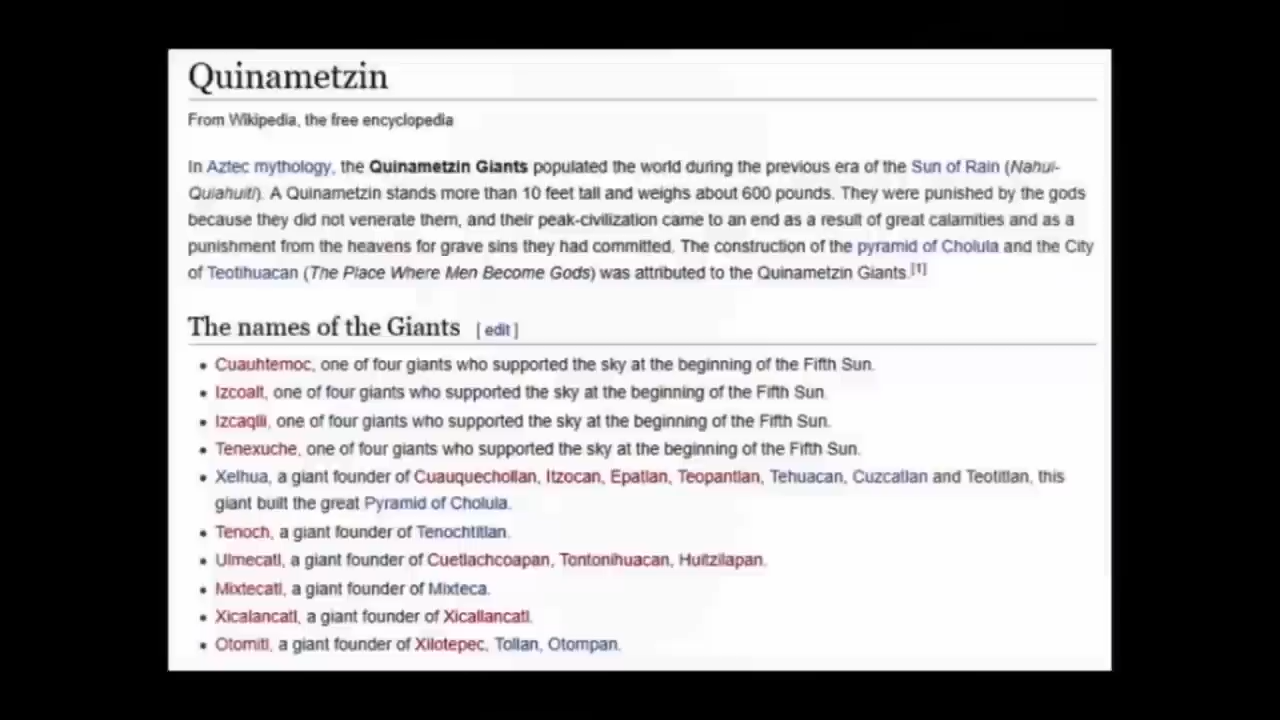 Quinametzin
From Wikipedia, the free encyclopedia
In Aztec mythology, the Quinametzin Giants populated the world during the previous era of the Sun of Rain (Nahui-
Quiahuitl). A Quinametzin stands more than 10 feet tall and weighs about 600 pounds. They were punished by the gods
because they did not venerate them, and their peak-civilization came to an end as a result of great calamities and as a
punishment from the heavens for grave sins they had committed. The construction of the pyramid of Cholula and the City
of Teotihuacan (The Place Where Men Become Gods) was attributed to the Quinametzin Giants.[1]
The names of the Giants [ edit ]
• Cuauhtemoc, one of four giants who supported the sky at the beginning of the Fifth Sun.
• Izcoalt, one of four giants who supported the sky at the beginning of the Fifth Sun.
• Izcaqlli, one of four giants who supported the sky at the beginning of the Fifth Sun.
• Tenexuche, one of four giants who supported the sky at the beginning of the Fifth Sun.
• Xelhua, a giant founder of Cuauquechollan, Itzocan, Epatlan, Teopantlan, Tehuacan, Cuzcatlan and Teotitlan, this
giant built the great Pyramid of Cholula.
• Tenoch, a giant founder of Tenochtitlan.
• Ulmecatl, a giant founder of Cuetlachcoapan, Tontonihuacan, Huitzilapan.
• Mixtecatl, a giant founder of Mixteca.
• Xicalancatl, a giant founder of Xicallancatl.
• Otomitl, a giant founder of Xilotepec, Tollan, Otompan.